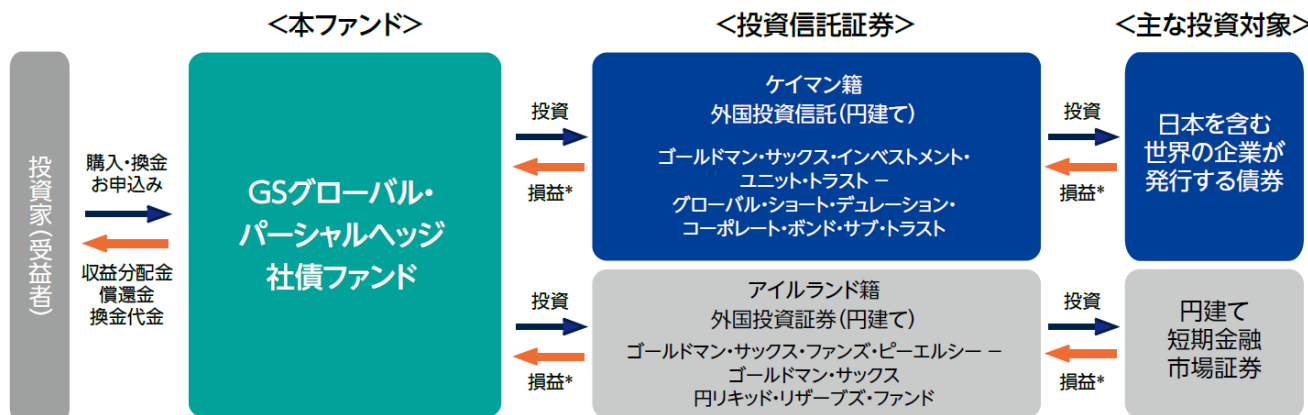 <本ファンド>
<投資信託証券>
<主な投資対象>
投資家(受益者)
購入・換金
お申込み
収益分配金
償還金
換金代金
GSグローバル・
パーシャルヘッジ
社債ファンド
投資
損益*
ケイマン籍
外国投資信託(円建て)
ゴールドマン・サックス・インベストメント・
ユニット・トラスト −
グローバル・ショート・デュレーション・
コーポレート・ボンド・サブ・トラスト
投資
損益*
日本を含む
世界の企業が
発行する債券
投資
損益*
アイルランド籍
外国投資証券(円建て)
ゴールドマン・サックス・ファンズ・ピーエルシー −
ゴールドマン・サックス
円リキッド・リザーブズ・ファンド
投資
損益*
円建て
短期金融
市場証券